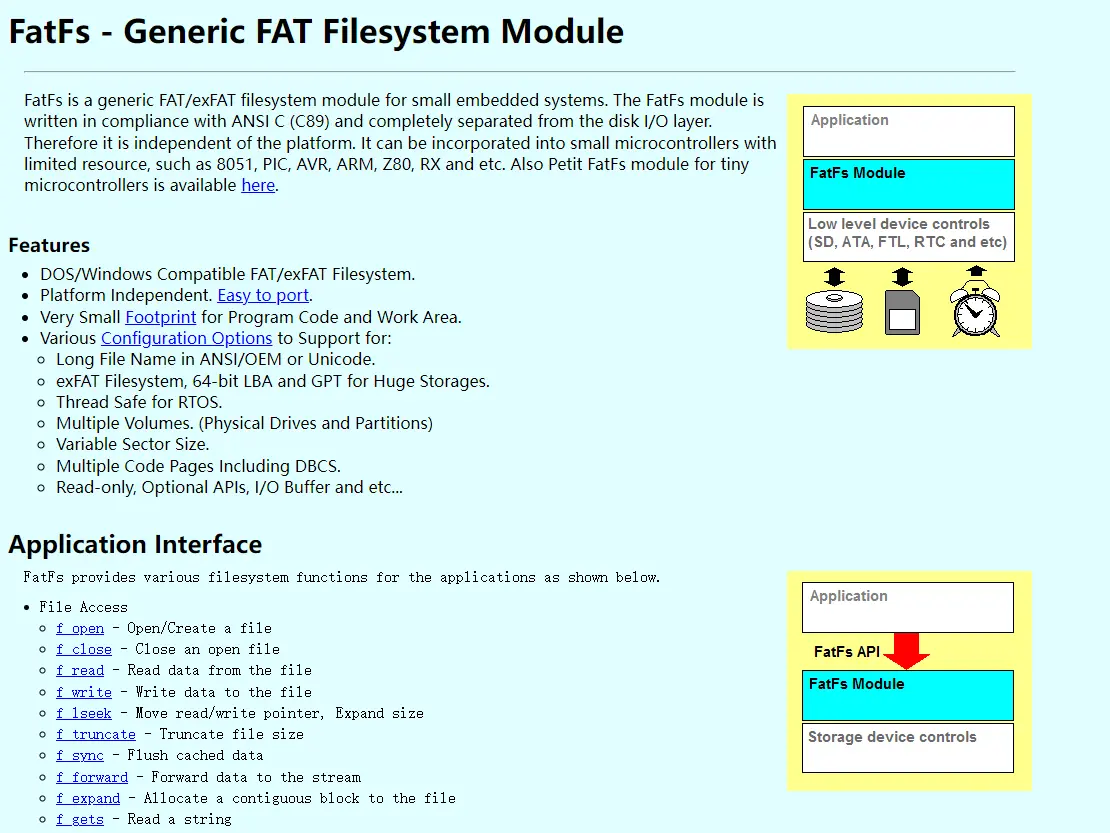 FatFs - Generic FAT Filesystem Module
FatFs is a generic FAT/exFAT filesystem module for small embedded systems. The FatFs module is
written in compliance with ANSI C (C89) and completely separated from the disk I/O layer.
Therefore it is independent of the platform. It can be incorporated into small microcontrollers with
limited resource, such as 8051, PIC, AVR, ARM, Z80, RX and etc. Also Petit FatFs module for tiny
microcontrollers is available here.
Application
FatFs Module
Low level device controls
(SD, ATA, FTL, RTC and etc)
Features
• DOS/Windows Compatible FAT/exFAT Filesystem.
• Platform Independent. Easy to port.
• Very Small Footprint for Program Code and Work Area.
• Various Configuration Options to Support for:
◦ Long File Name in ANSI/OEM or Unicode.
◦ exFAT Filesystem, 64-bit LBA and GPT for Huge Storages.
◦ Thread Safe for RTOS.
◦ Multiple Volumes. (Physical Drives and Partitions)
◦ Variable Sector Size.
◦ Multiple Code Pages Including DBCS.
◦ Read-only, Optional APIs, I/O Buffer and etc...
Application Interface
FatFs provides various filesystem functions for the applications as shown below.
• File Access
◦ f_open - Open/Create a file
◦ f_close - Close an open file
◦ f_read - Read data from the file
◦ f_write - Write data to the file
◦ f_lseek - Move read/write pointer, Expand size
◦ f_truncate - Truncate file size
◦ f_sync - Flush cached data
◦ f_forward - Forward data to the stream
◦ f_expand - Allocate a contiguous block to the file
◦ f_gets - Read a string
Application
FatFs API
FatFs Module
Storage device controls